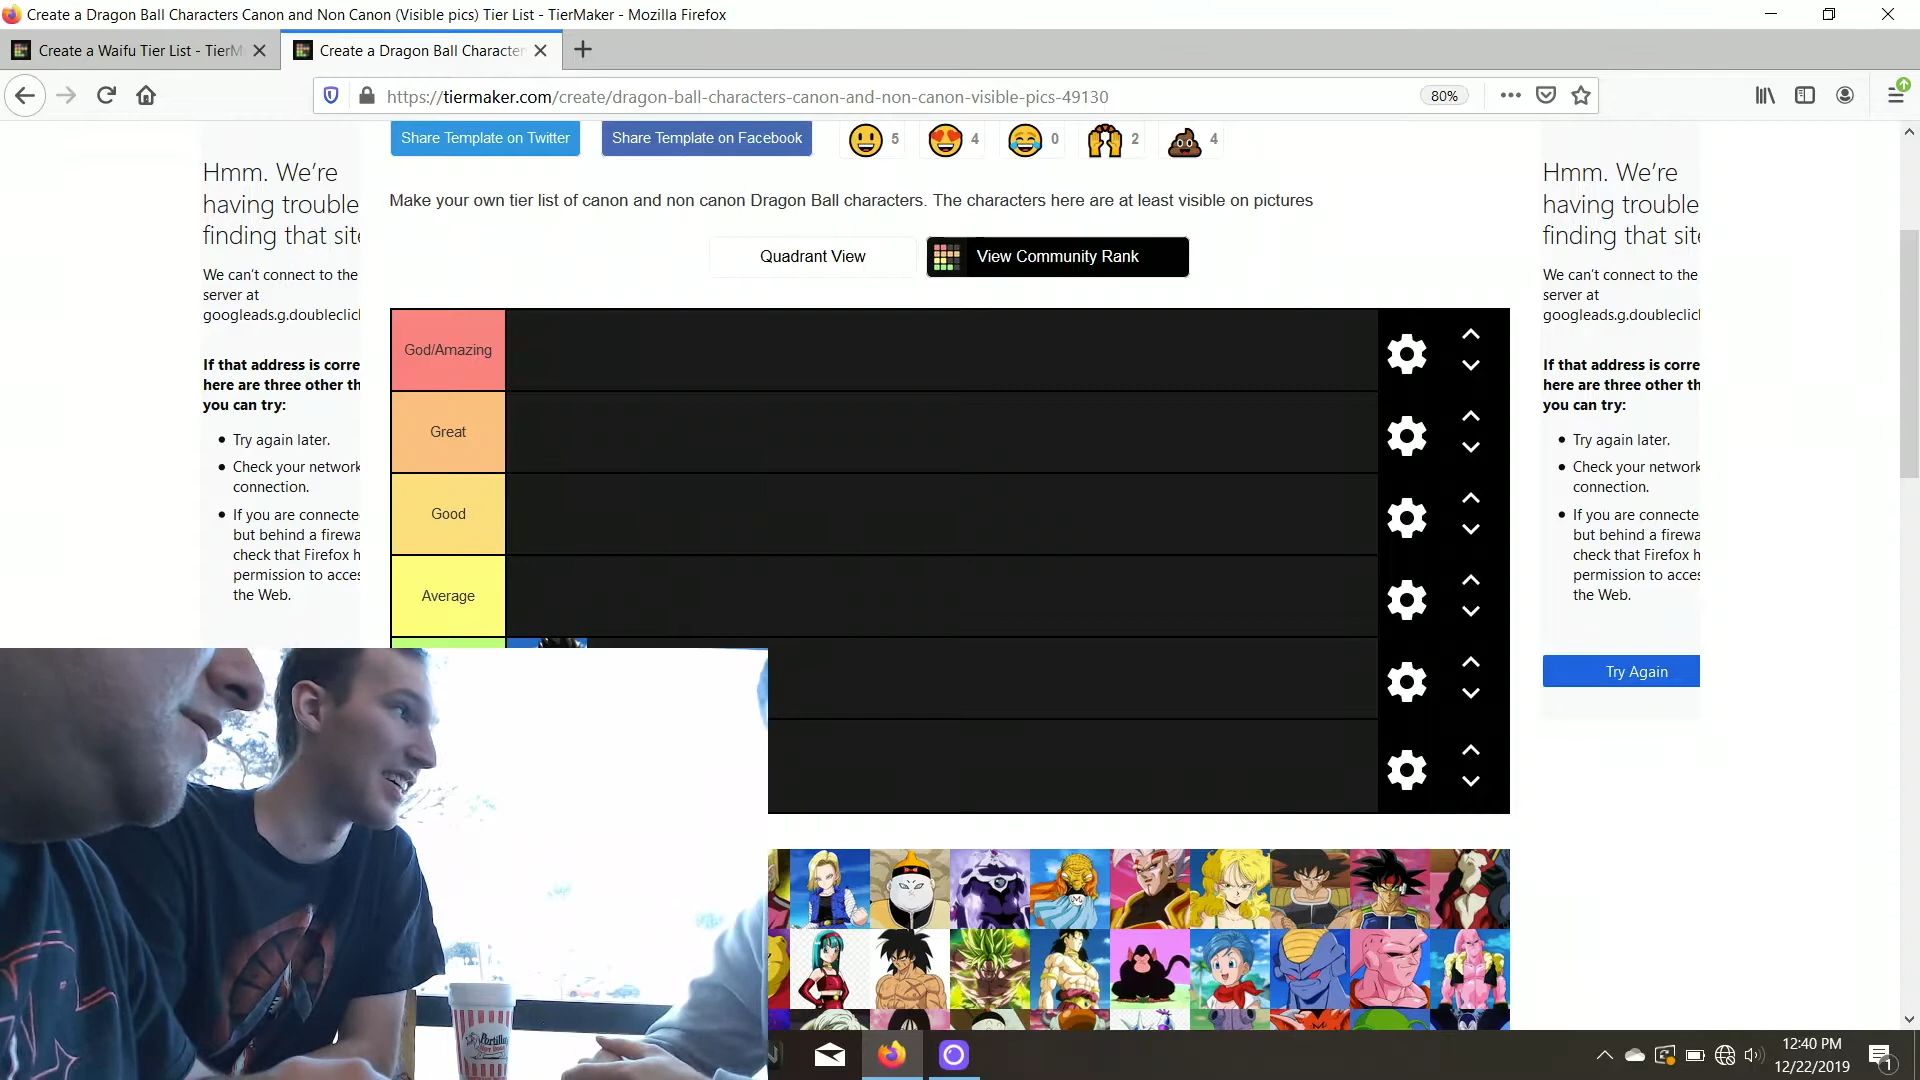 Create a Dragon Ball Characters Canon and Non Canon (Visible pics) Tier List - TierMaker - Mozilla Firefox
Create a Waifu Tier List - TierM
Create a Dragon Ball Character
https://tiermaker.com/create/dragon-ball-characters-canon-and-non-canon-visible-pics-49130
80%
Share Template on Twitter
Share Template on Facebook
5
4
0
2
4
Make your own tier list of canon and non canon Dragon Ball characters. The characters here are at least visible on pictures
Quadrant View
View Community Rank
Hmm. We're
having trouble
finding that site
We can't connect to the
server at
googleads.g.doubleclic
If that address is corre
here are three other th
you can try:
Try again later.
Check your network
connection.
If you are connecte
but behind a firewa
check that Firefox h
permission to acces
the Web.
God/Amazing
Great
Good
Average
Hmm. We're
having trouble
finding that site
We can't connect to the
server at
googleads.g.doubleclic
If that address is corre
here are three other th
you can try:
Try again later.
Check your network
connection.
If you are connecte
but behind a firewa
check that Firefox h
permission to acces
the Web.
Try Again
Portillo's
Hot Dogs
12:40 PM
12/22/2019
1